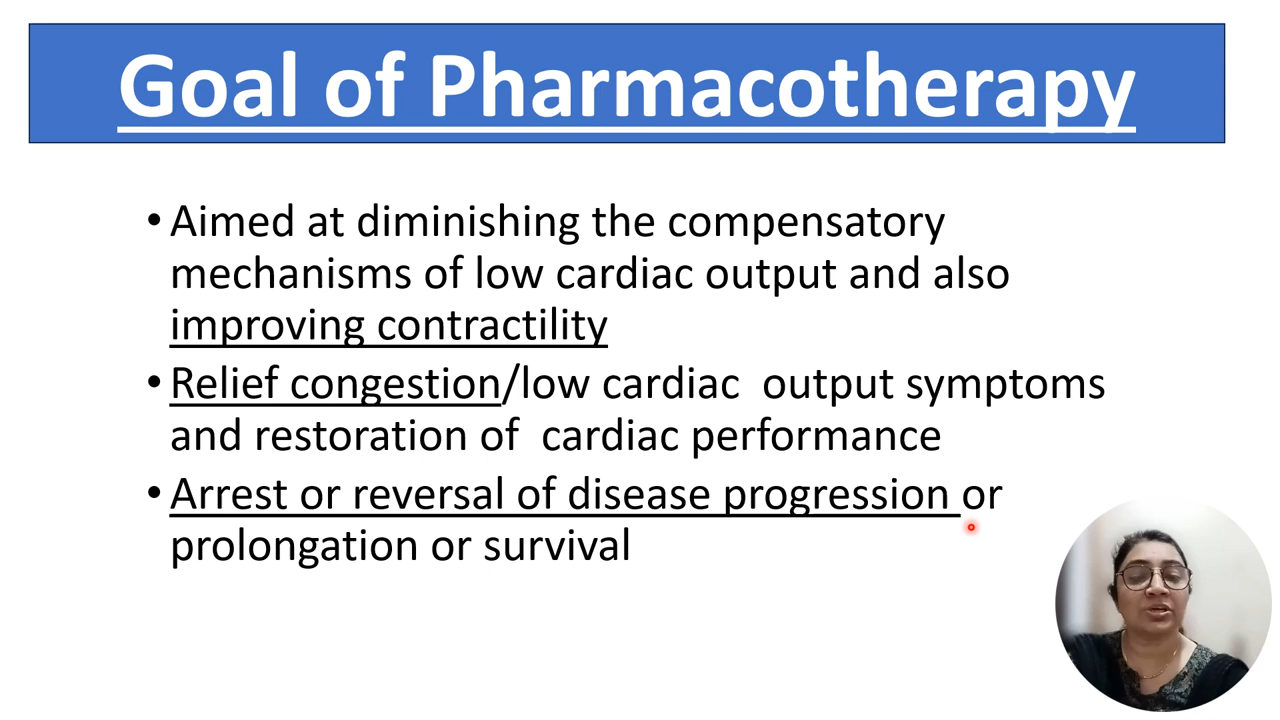 Goal of Pharmacotherapy
• Aimed at diminishing the compensatory
mechanisms of low cardiac output and also
improving contractility
• Relief congestion/low cardiac  output symptoms
and restoration of  cardiac performance
• Arrest or reversal of disease progression or
prolongation or survival